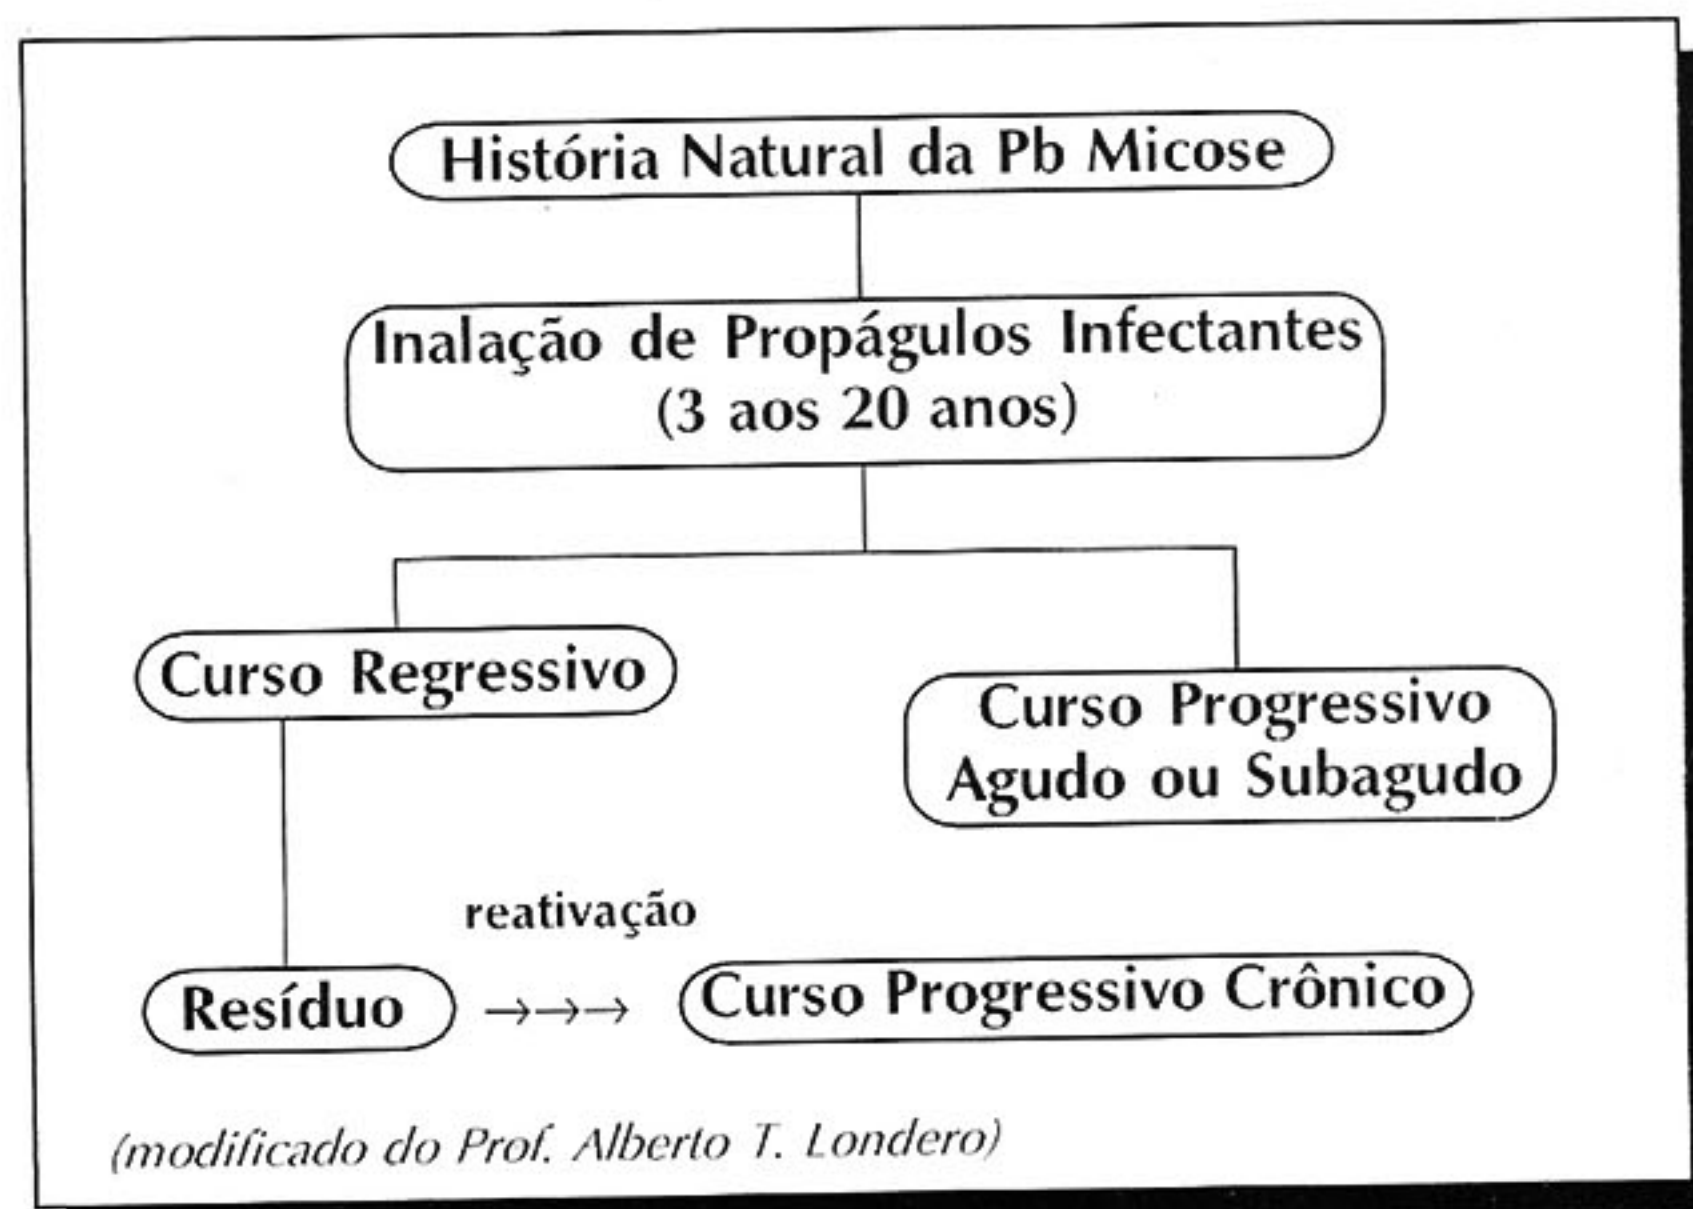 História Natural da Pb Micose
Inalação de Propágulos Infectantes
(3 aos 20 anos)
Curso Regressivo
Curso Progressivo
Agudo ou Subagudo
reativação
Resíduo →→→ Curso Progressivo Crônico
(modificado do Prof. Alberto T. Londero)